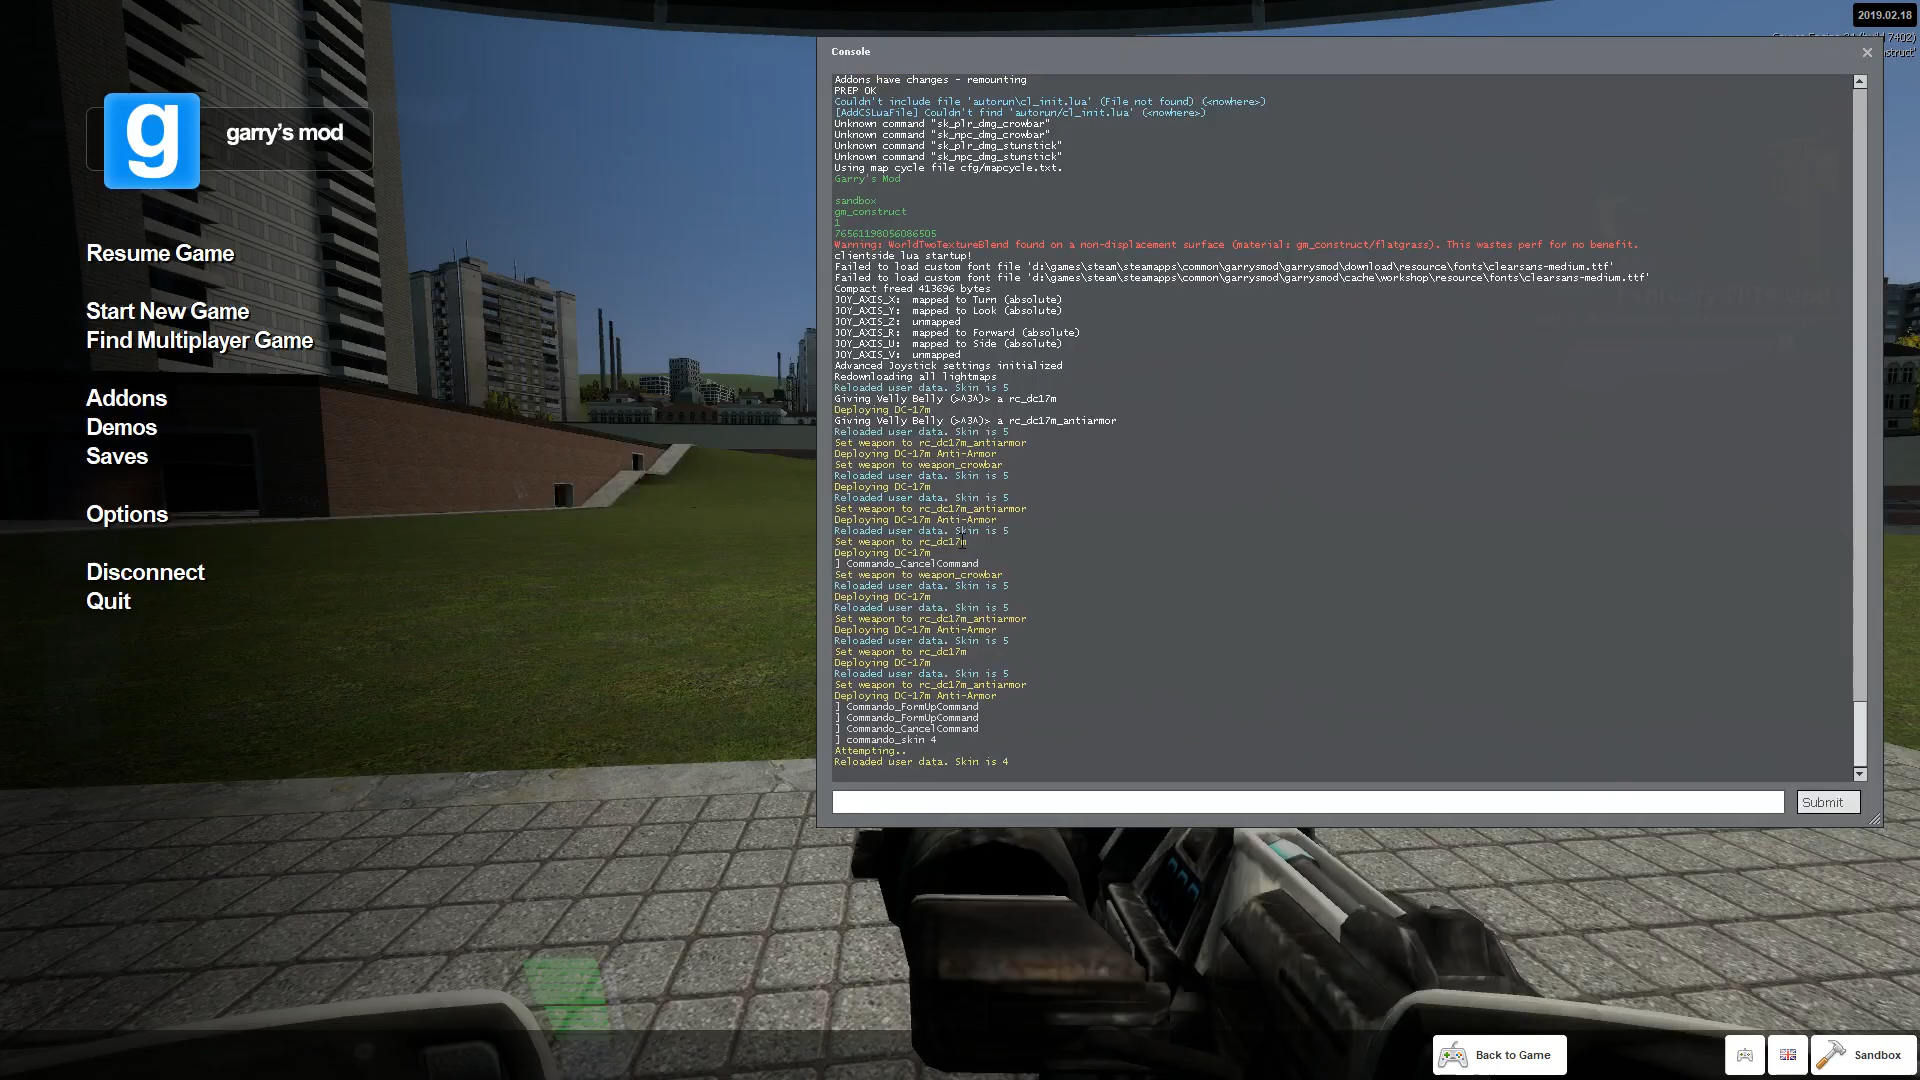 2019.02.18
garry's mod
Resume Game
Start New Game
Find Multiplayer Game
Addons
Demos
Saves
Options
Disconnect
Quit
Console
Addons have changes - remounting
PREP OK
Couldn't include file 'autorun\cl_init.lua' (File not found) (<nowhere>)
[AddCSLuaFile] Couldn't find 'autorun/cl_init.lua' (<nowhere>)
Unknown command "sk_plr_dmg_crowbar"
Unknown command "sk_npc_dmg_crowbar"
Unknown command "sk_plr_dmg_stunstick"
Unknown command "sk_npc_dmg_stunstick"
Using map cycle file cfg/mapcycle.txt.
Garry's Mod
sandbox
gm_construct
1
76561198056086505
Warning: WorldTwoTextureBlend found on a non-displacement surface (material: gm_construct/flatgrass). This wastes perf for no benefit.
clientside lua startup!
Failed to load custom font file 'd:\games\steam\steamapps\common\garrysmod\garrysmod\download\resource\fonts\clearsans-medium.ttf'
Failed to load custom font file 'd:\games\steam\steamapps\common\garrysmod\garrysmod\cache\workshop\resource\fonts\clearsans-medium.ttf'
Compact freed 413696 bytes
JOY_AXIS_X:  mapped to Turn (absolute)
JOY_AXIS_Y:  mapped to Look (absolute)
JOY_AXIS_Z:  unmapped
JOY_AXIS_R:  mapped to Forward (absolute)
JOY_AXIS_U:  mapped to Side (absolute)
JOY_AXIS_V:  unmapped
Advanced Joystick settings initialized
Redownloading all lightmaps
Reloaded user data. Skin is 5
Giving Velly Belly (>^3^)> a rc_dc17m
Deploying DC-17m
Giving Velly Belly (>^3^)> a rc_dc17m_antiarmor
Reloaded user data. Skin is 5
Set weapon to rc_dc17m_antiarmor
Deploying DC-17m Anti-Armor
Set weapon to weapon_crowbar
Reloaded user data. Skin is 5
Deploying DC-17m
Reloaded user data. Skin is 5
Set weapon to rc_dc17m_antiarmor
Deploying DC-17m Anti-Armor
Reloaded user data. Skin is 5
Set weapon to rc_dc17m
Deploying DC-17m
] Commando_CancelCommand
Set weapon to weapon_crowbar
Reloaded user data. Skin is 5
Deploying DC-17m
Reloaded user data. Skin is 5
Set weapon to rc_dc17m_antiarmor
Deploying DC-17m Anti-Armor
Reloaded user data. Skin is 5
Set weapon to rc_dc17m
Deploying DC-17m
Reloaded user data. Skin is 5
Set weapon to rc_dc17m_antiarmor
Deploying DC-17m Anti-Armor
] Commando_FormUpCommand
] Commando_FormUpCommand
] Commando_CancelCommand
] commando_skin 4
Attempting..
Reloaded user data. Skin is 4
Submit
Back to Game
Sandbox